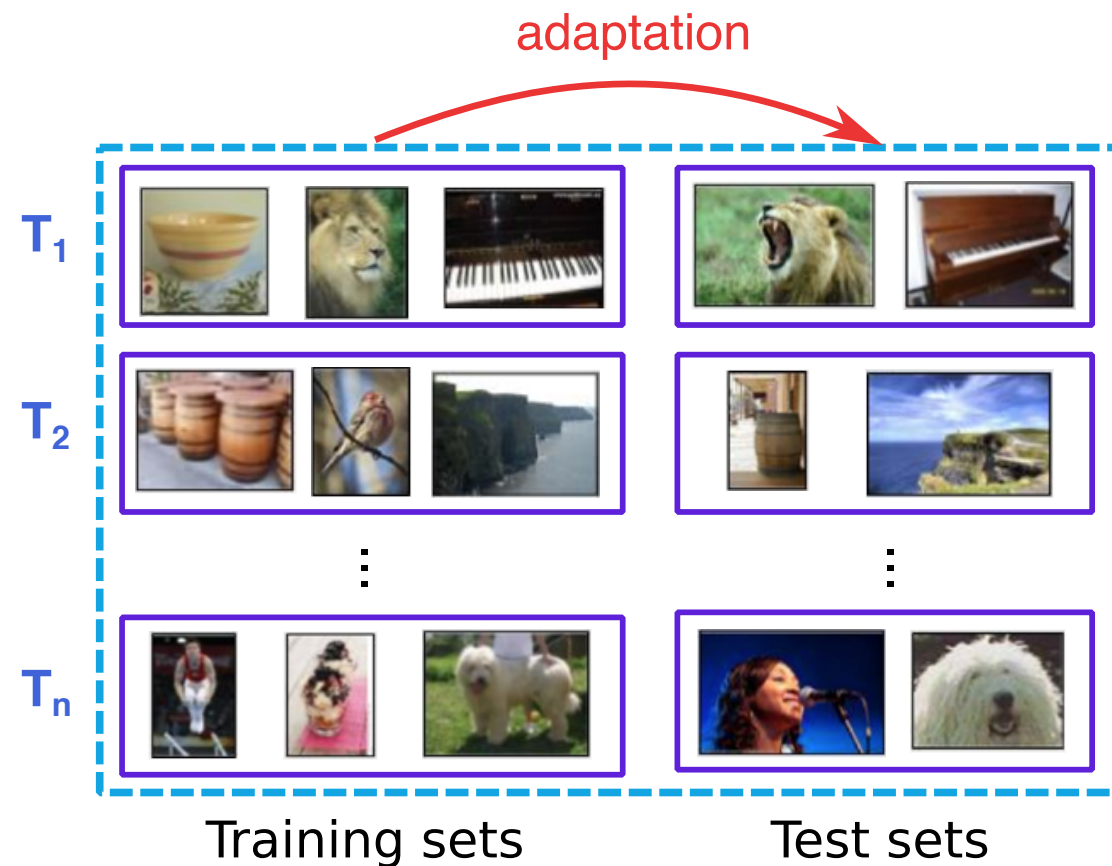 adaptation
T1
T2
⋮ ⋮
Tn
Training sets Test sets